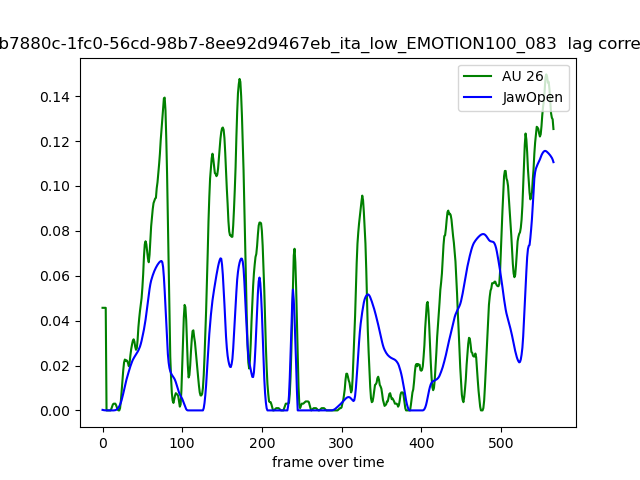 b7880c-1fc0-56cd-98b7-8ee92d9467eb_ita_low_EMOTION100_083 lag corre
AU 26
JawOpen
0.14
0.12
0.10
0.08
0.06
0.04
0.02
0.00
0 100 200 300 400 500
frame over time